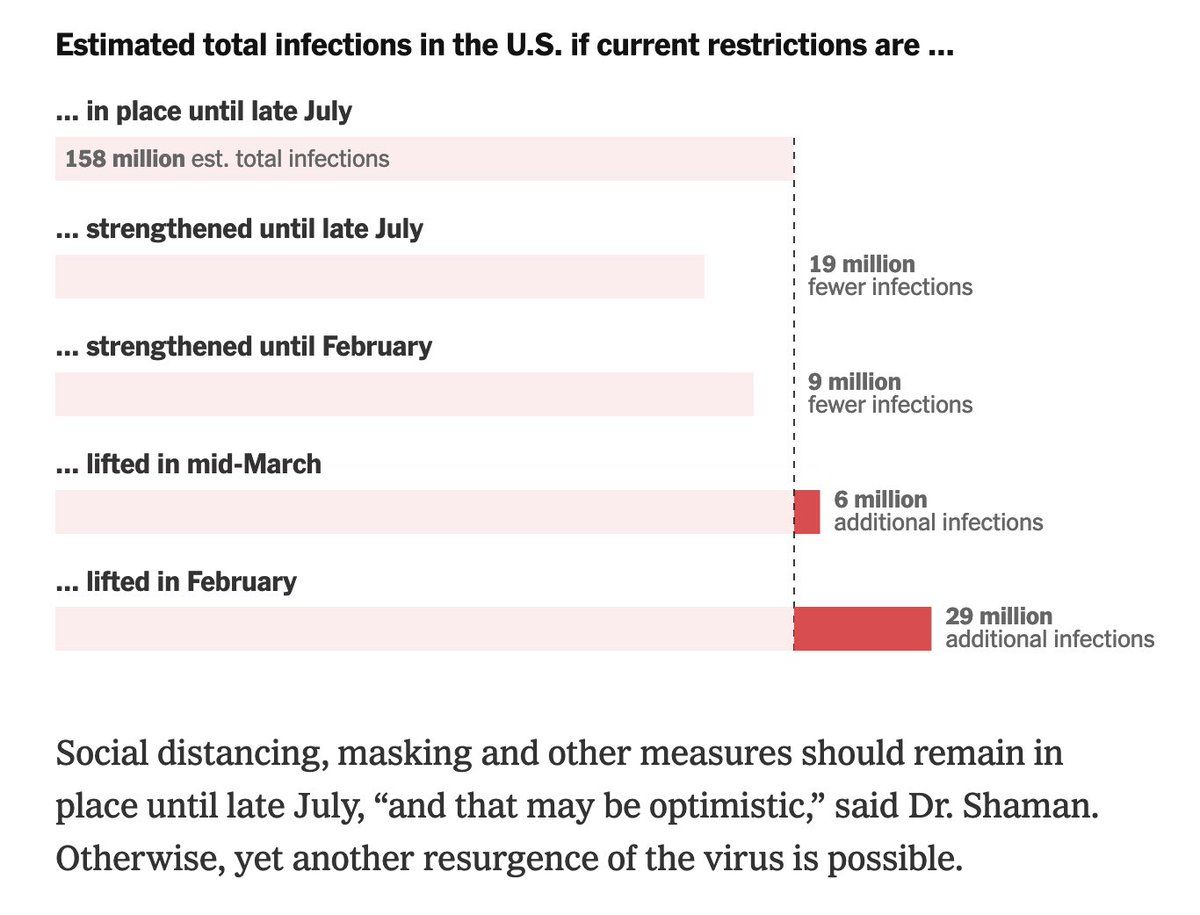 Estimated total infections in the U.S. if current restrictions are ...
... in place until late July
158 million est. total infections
... strengthened until late July
19 million
fewer infections
... strengthened until February
9 million
fewer infections
... lifted in mid-March
6 million
additional infections
... lifted in February
29 million
additional infections
Social distancing, masking and other measures should remain in
place until late July, “and that may be optimistic,” said Dr. Shaman.
Otherwise, yet another resurgence of the virus is possible.